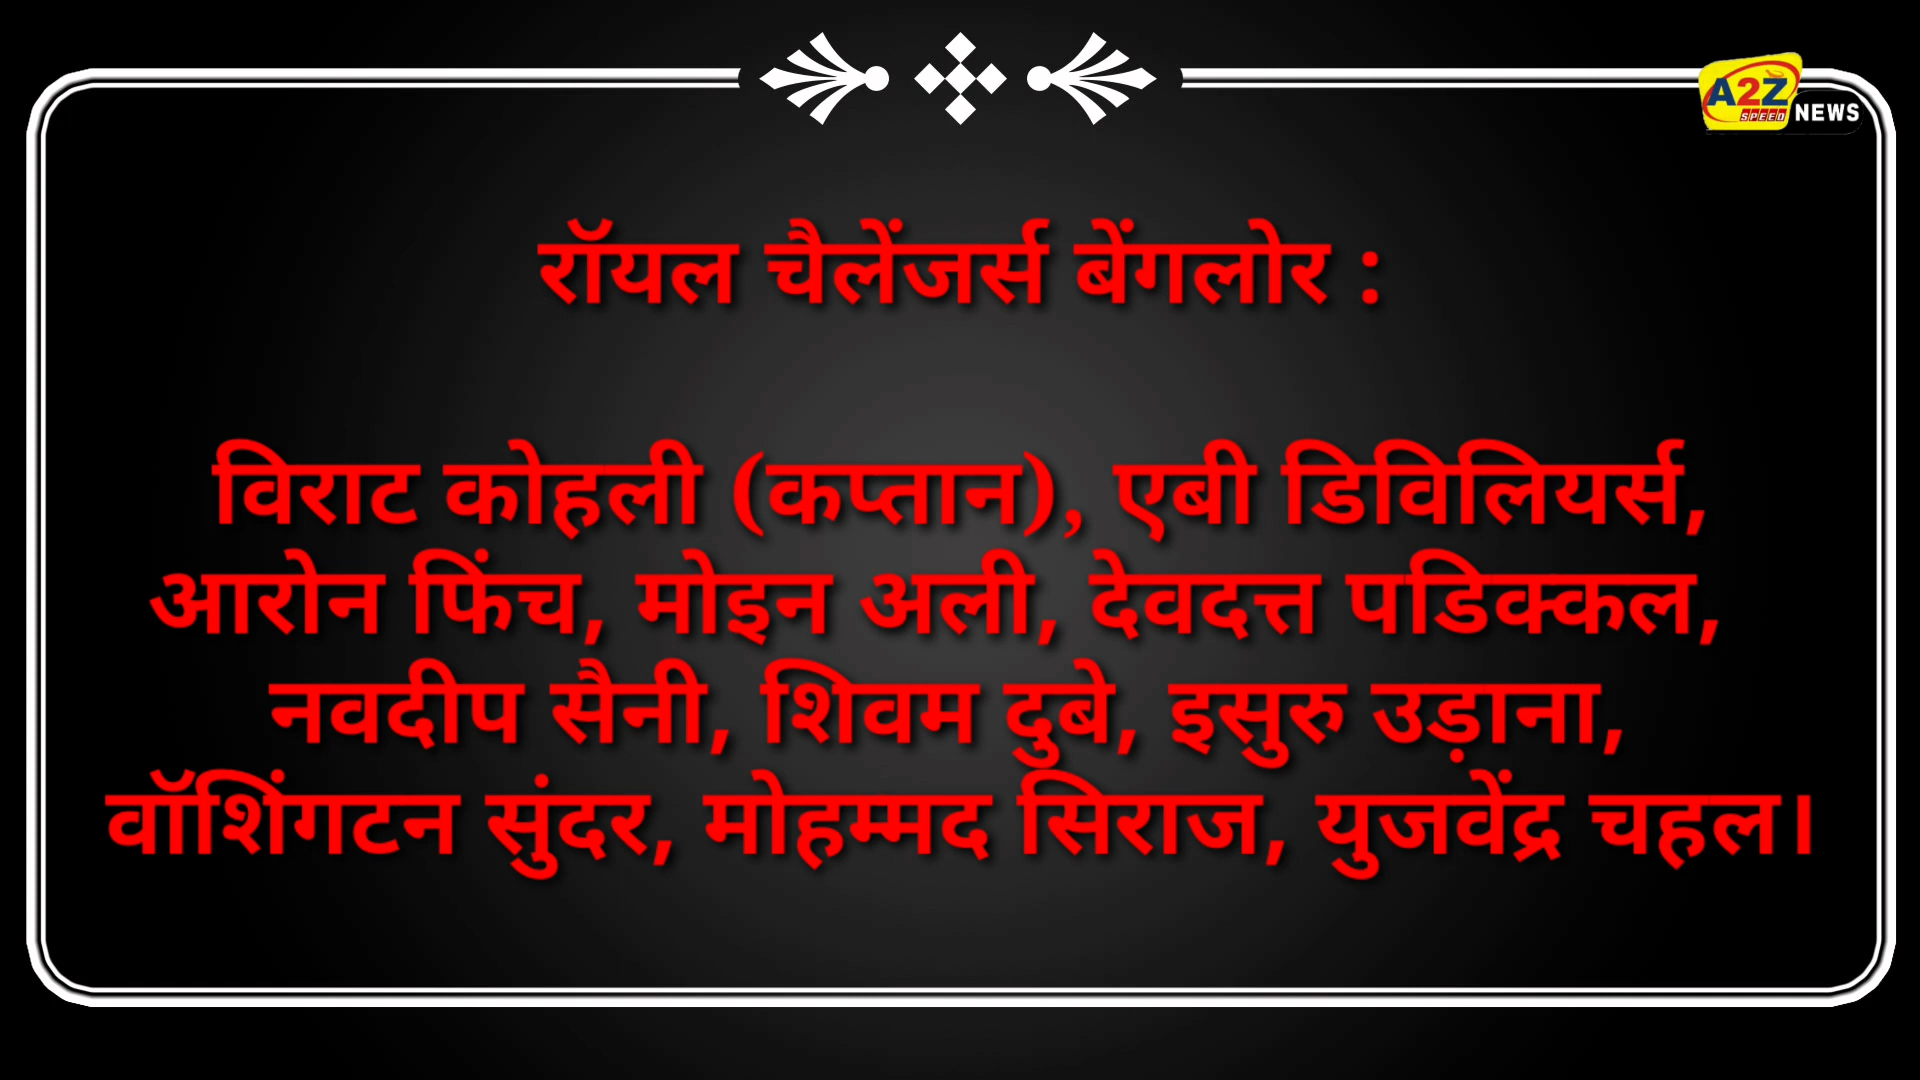 A2Z
SPEED NEWS
रॉयल चैलेंजर्स बेंगलोर :
विराट कोहली (कप्तान), एबी डिविलियर्स,
आरोन फिंच, मोइन अली, देवदत्त पडिक्कल,
नवदीप सैनी, शिवम दुबे, इसुरु उड़ाना,
वॉशिंगटन सुंदर, मोहम्मद सिराज, युजवेंद्र चहल।